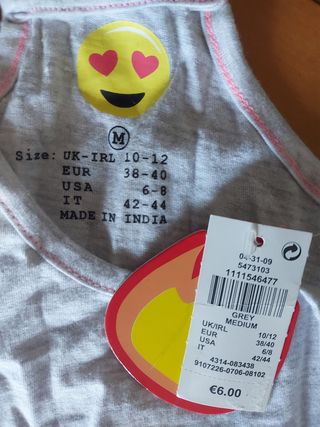 M
Size: UK-IRL 10-12
EUR 38-40
USA 6-8
IT 42-44
MADE IN INDIA
04-31-09
5473103
1111546477
GREY
MEDIUM
UK/IRL 10/12
EUR 38/40
USA 6/8
IT 42/44
4314-083438
9107226-0706-08102
€6.00